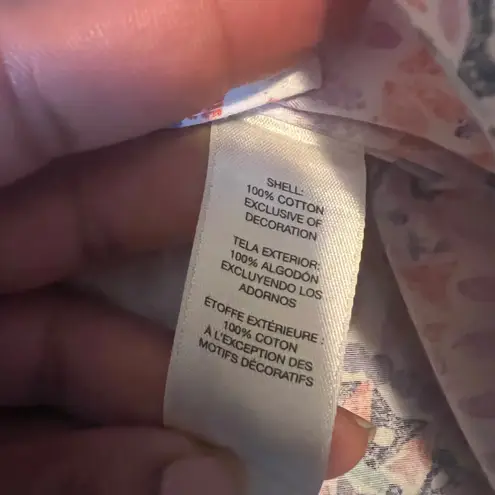 SHELL:
100% COTTON
EXCLUSIVE OF
DECORATION
TELA EXTERIOR:
100% ALGODÓN
EXCLUYENDO LOS
ADORNOS
ÉTOFFE EXTÉRIEURE :
100% COTON
À L'EXCEPTION DES
MOTIFS DÉCORATIFS